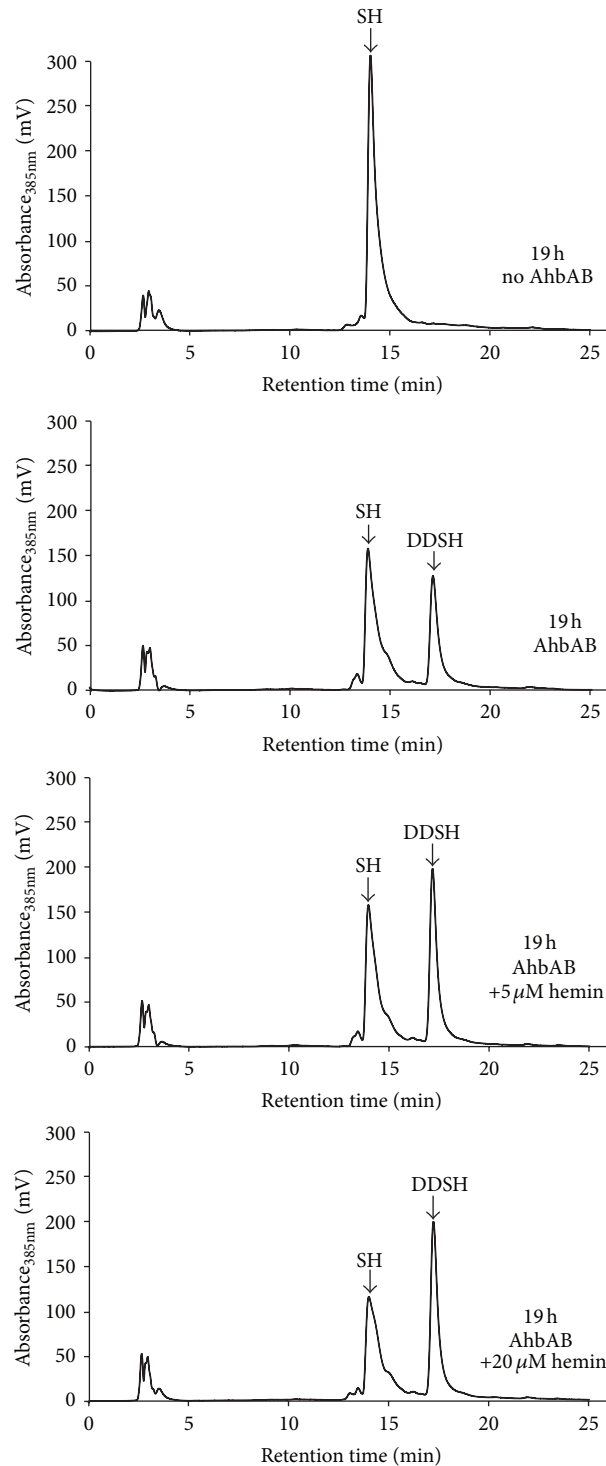 SH
300
250
200
150
100
50
0
Absorbance385nm (mV)
19 h
no AhbAB
0 5 10 15 20 25
Retention time (min)
300
250
200
150
100
50
0
Absorbance385nm (mV)
SH
DDSH
19 h
AhbAB
0 5 10 15 20 25
Retention time (min)
300
250
200
150
100
50
0
Absorbance385nm (mV)
DDSH
SH
19 h
AhbAB
+5 μM hemin
0 5 10 15 20 25
Retention time (min)
300
250
200
150
100
50
0
Absorbance385nm (mV)
DDSH
SH
19 h
AhbAB
+20 μM hemin
0 5 10 15 20 25
Retention time (min)